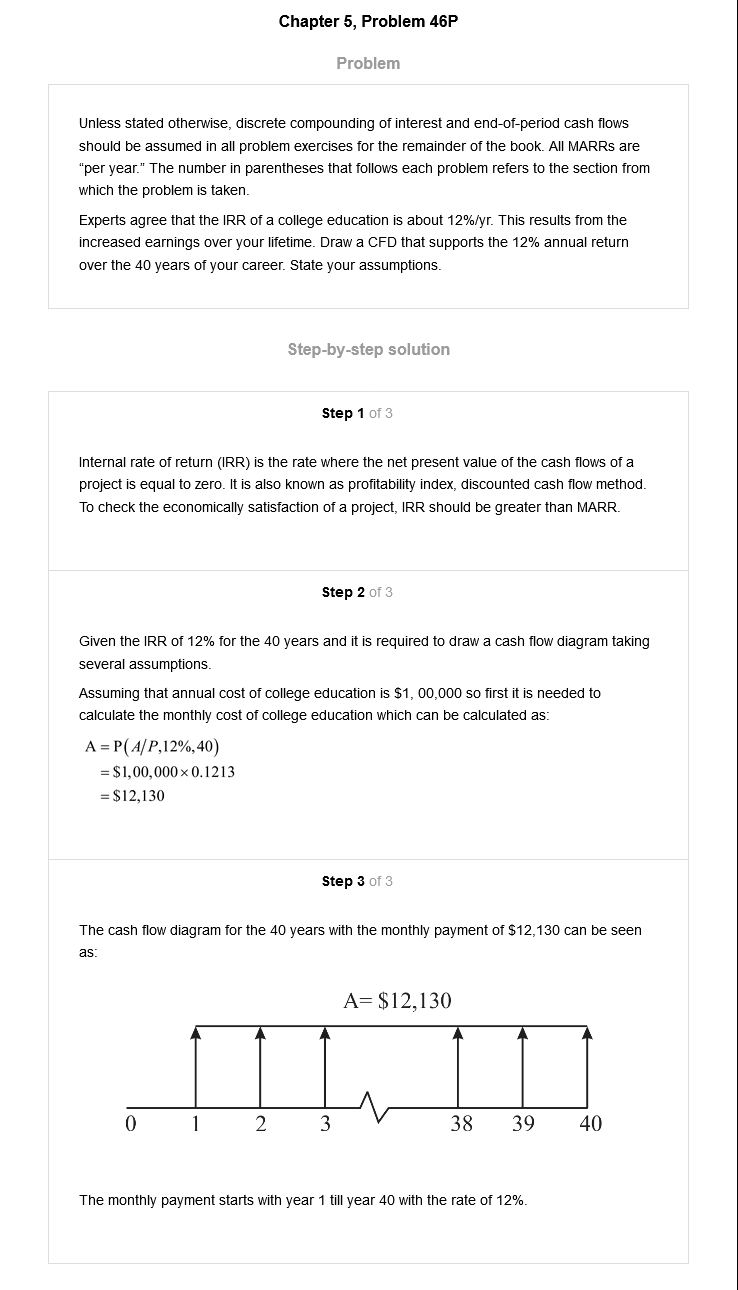 Chapter 5, Problem 46P
Problem
Unless stated otherwise, discrete compounding of interest and end-of-period cash flows
should be assumed in all problem exercises for the remainder of the book. All MARRs are
“per year.” The number in parentheses that follows each problem refers to the section from
which the problem is taken.
Experts agree that the IRR of a college education is about 12%/yr. This results from the
increased earnings over your lifetime. Draw a CFD that supports the 12% annual return
over the 40 years of your career. State your assumptions.
Step-by-step solution
Step 1 of 3
Internal rate of return (IRR) is the rate where the net present value of the cash flows of a
project is equal to zero. It is also known as profitability index, discounted cash flow method.
To check the economically satisfaction of a project, IRR should be greater than MARR.
Step 2 of 3
Given the IRR of 12% for the 40 years and it is required to draw a cash flow diagram taking
several assumptions.
Assuming that annual cost of college education is $1, 00,000 so first it is needed to
calculate the monthly cost of college education which can be calculated as:
A = P(A/P,12%,40)
= $1,00,000 × 0.1213
= $12,130
Step 3 of 3
The cash flow diagram for the 40 years with the monthly payment of $12,130 can be seen
as:
A= $12,130
0 1 2 3 38 39 40
The monthly payment starts with year 1 till year 40 with the rate of 12%.